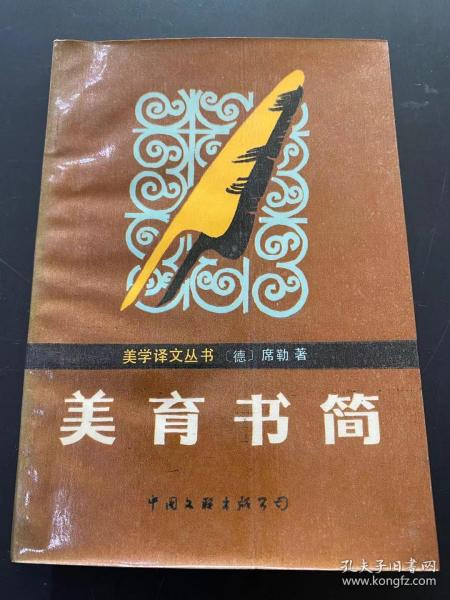 美学译文丛书 〔德〕席勒著
美育书简
中国文联出版公司
孔夫子旧书网
www.kongfz.com